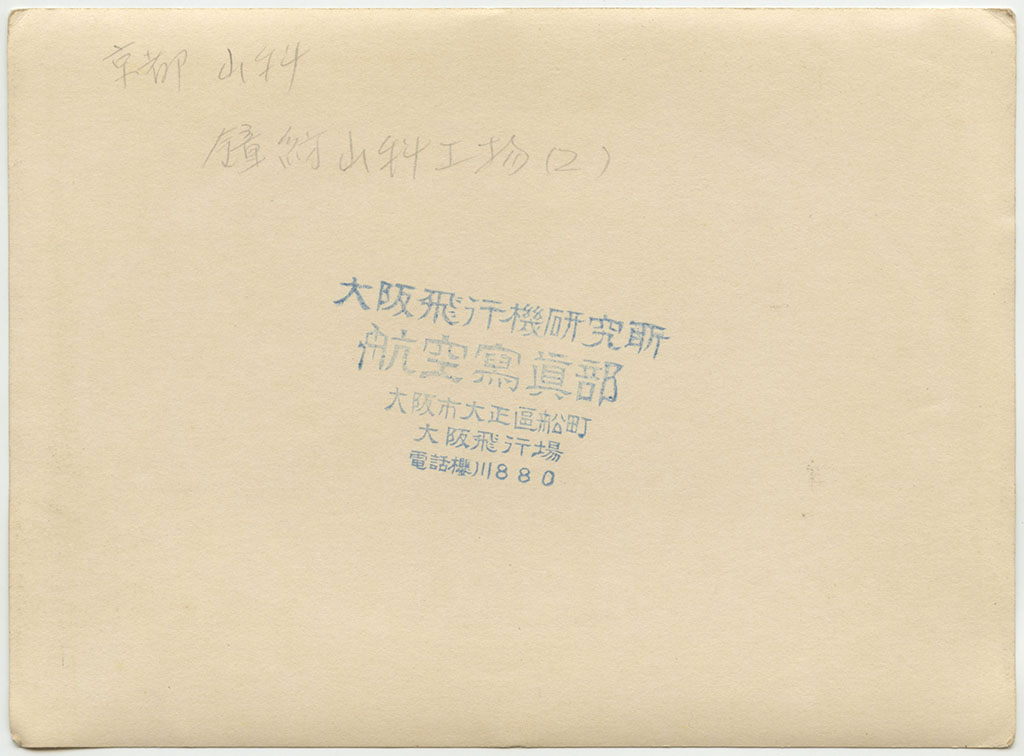 京都 山科
鐘紡山科工場(2)
大阪飛行機研究所
航空寫眞部
大阪市大正區船町
大阪飛行場
電話櫻川880